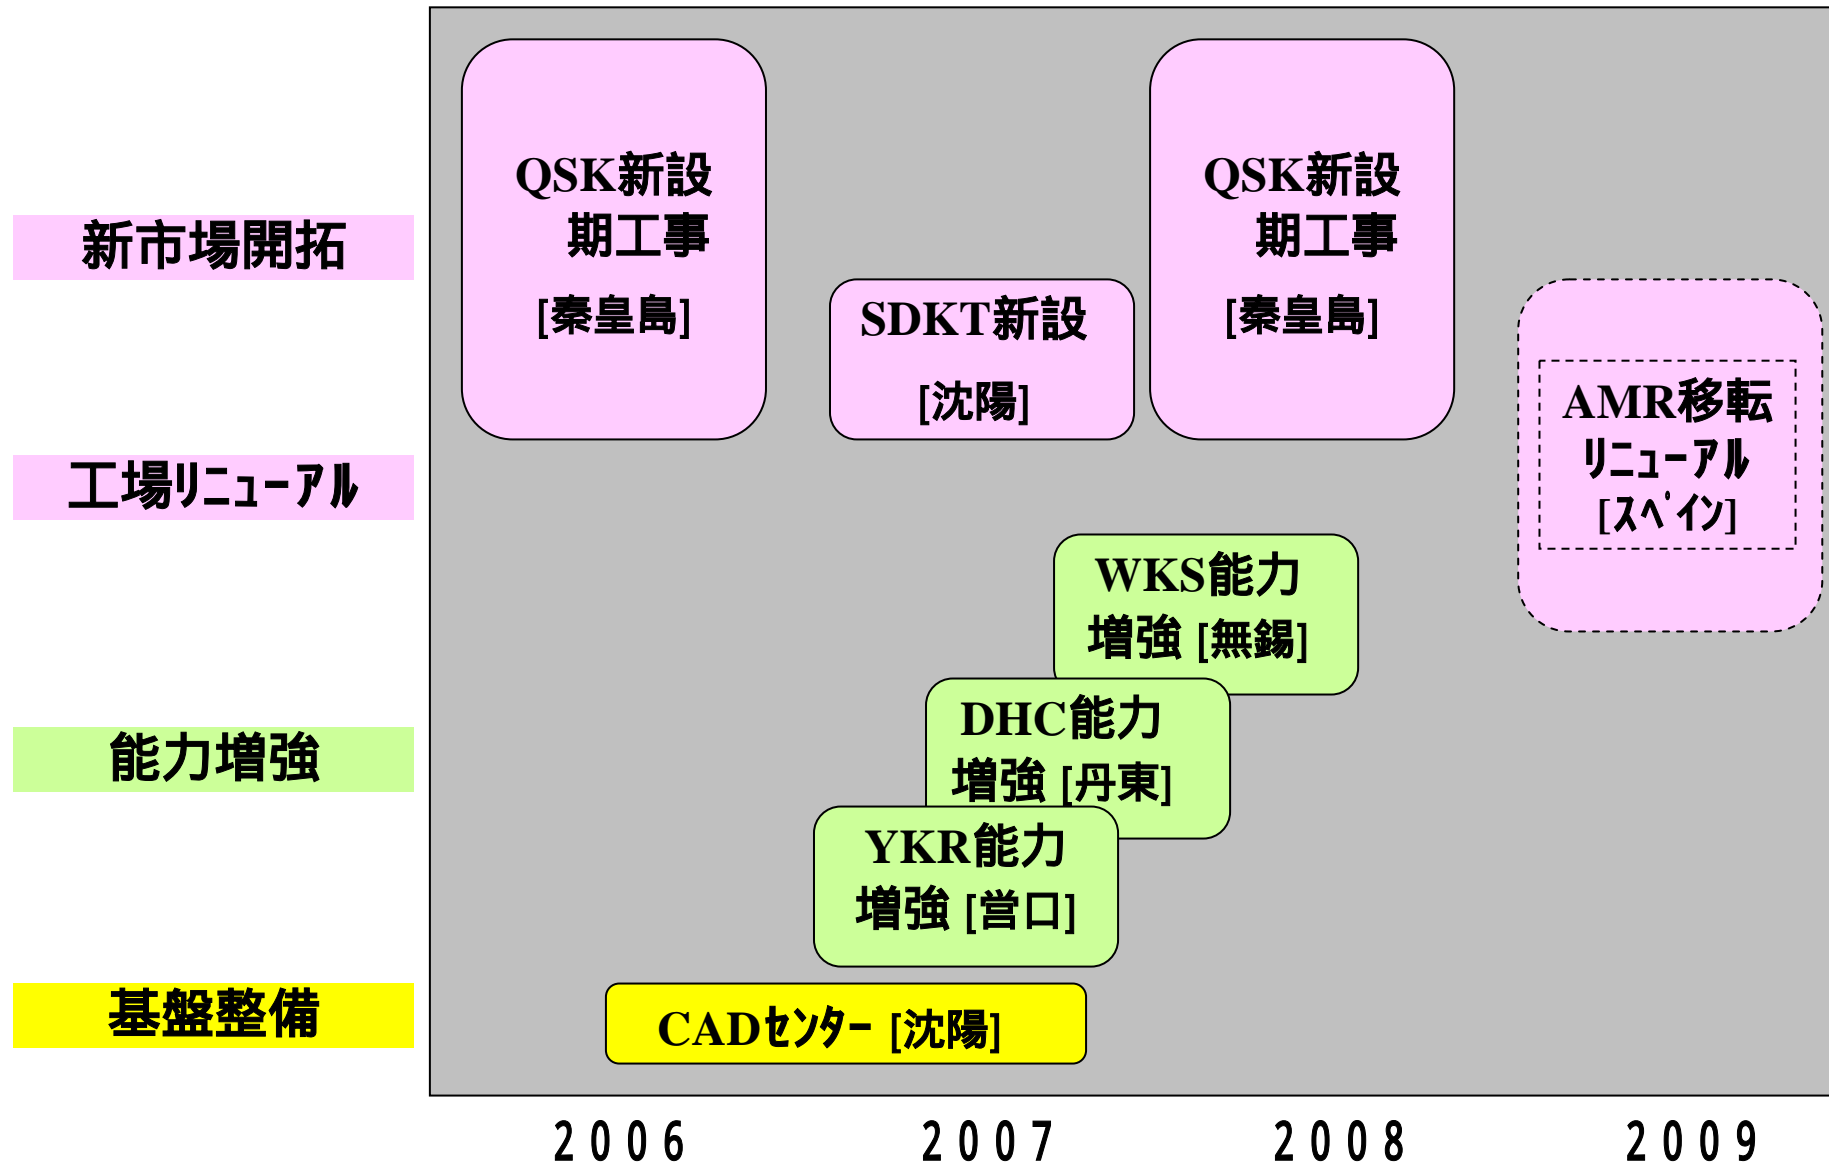 QSK新設
期工事
[秦皇島]
QSK新設
期工事
[秦皇島]
新市場開拓
SDKT新設
[沈陽]
AMR移転
ﾘﾆｭｰｱﾙ
[ｽﾍﾟｲﾝ]
工場ﾘﾆｭｰｱﾙ
WKS能力
増強 [無錫]
DHC能力
増強 [丹東]
能力増強
YKR能力
増強 [営口]
基盤整備
CADｾﾝﾀｰ [沈陽]
２００６ ２００７ ２００８ ２００９